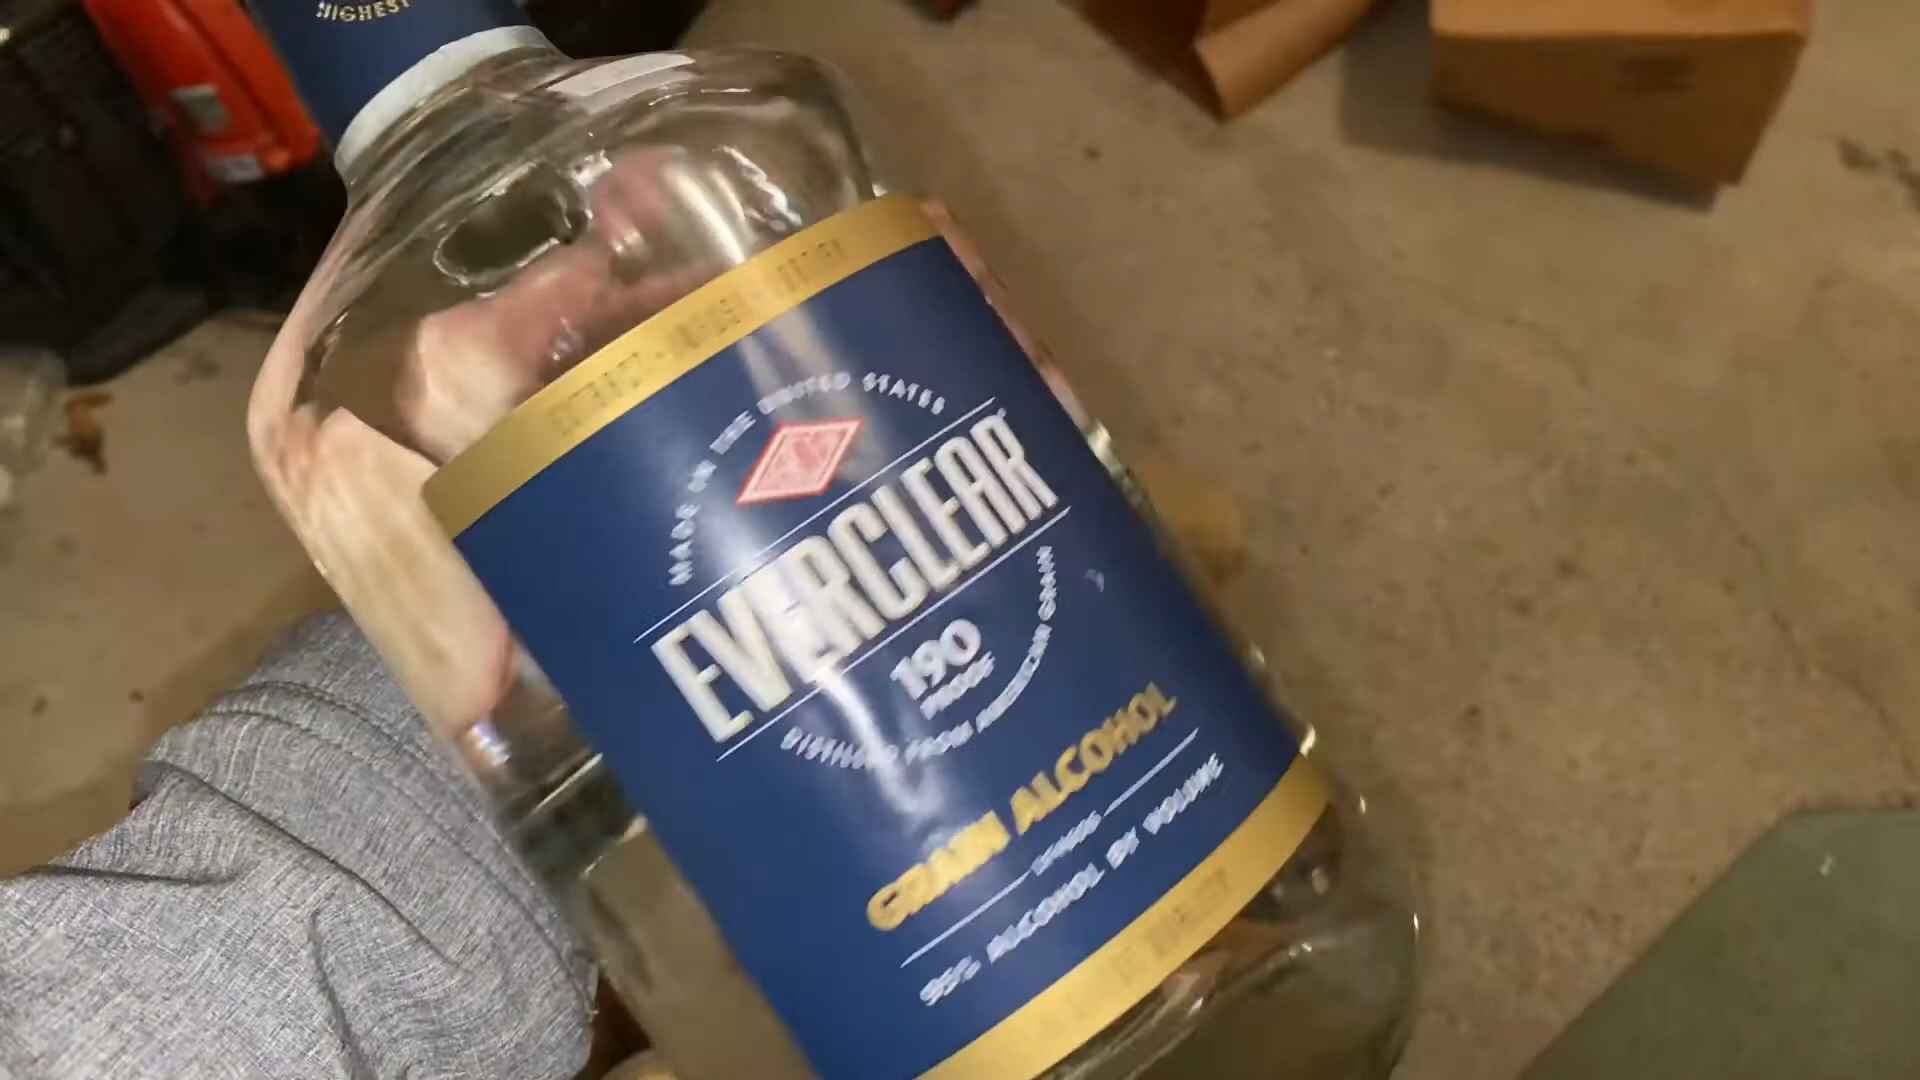 HIGHEST
MADE IN THE UNITED STATES
EVERCLEAR
190
PROOF
DISTILLED FROM AMERICAN GRAIN
GRAIN ALCOHOL
95% ALCOHOL BY VOLUME